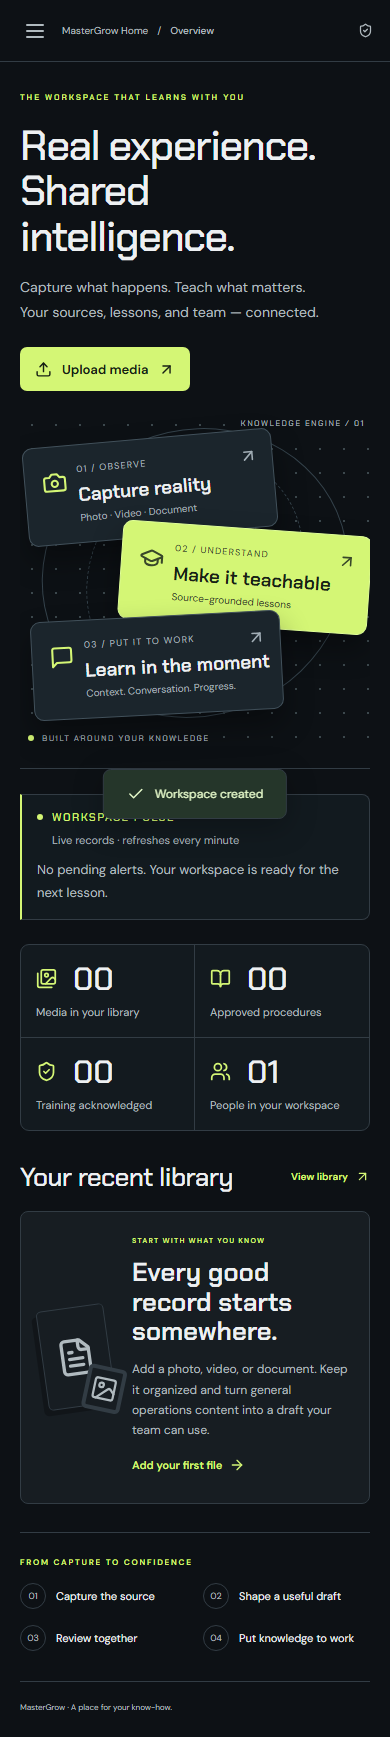 MasterGrow Home / Overview
THE WORKSPACE THAT LEARNS WITH YOU
Real experience.
Shared
intelligence.
Capture what happens. Teach what matters.
Your sources, lessons, and team — connected.
Upload media
KNOWLEDGE ENGINE / 01
01 / OBSERVE
Capture reality
Photo · Video · Document
02 / UNDERSTAND
Make it teachable
Source-grounded lessons
03 / PUT IT TO WORK
Learn in the moment
Context. Conversation. Progress.
BUILT AROUND YOUR KNOWLEDGE
Workspace created
WORKSPACE PULSE
Live records · refreshes every minute
No pending alerts. Your workspace is ready for the
next lesson.
00
Media in your library
00
Approved procedures
00
Training acknowledged
01
People in your workspace
Your recent library
View library
START WITH WHAT YOU KNOW
Every good
record starts
somewhere.
Add a photo, video, or document. Keep
it organized and turn general
operations content into a draft your
team can use.
Add your first file
FROM CAPTURE TO CONFIDENCE
01 Capture the source
02 Shape a useful draft
03 Review together
04 Put knowledge to work
MasterGrow · A place for your know-how.